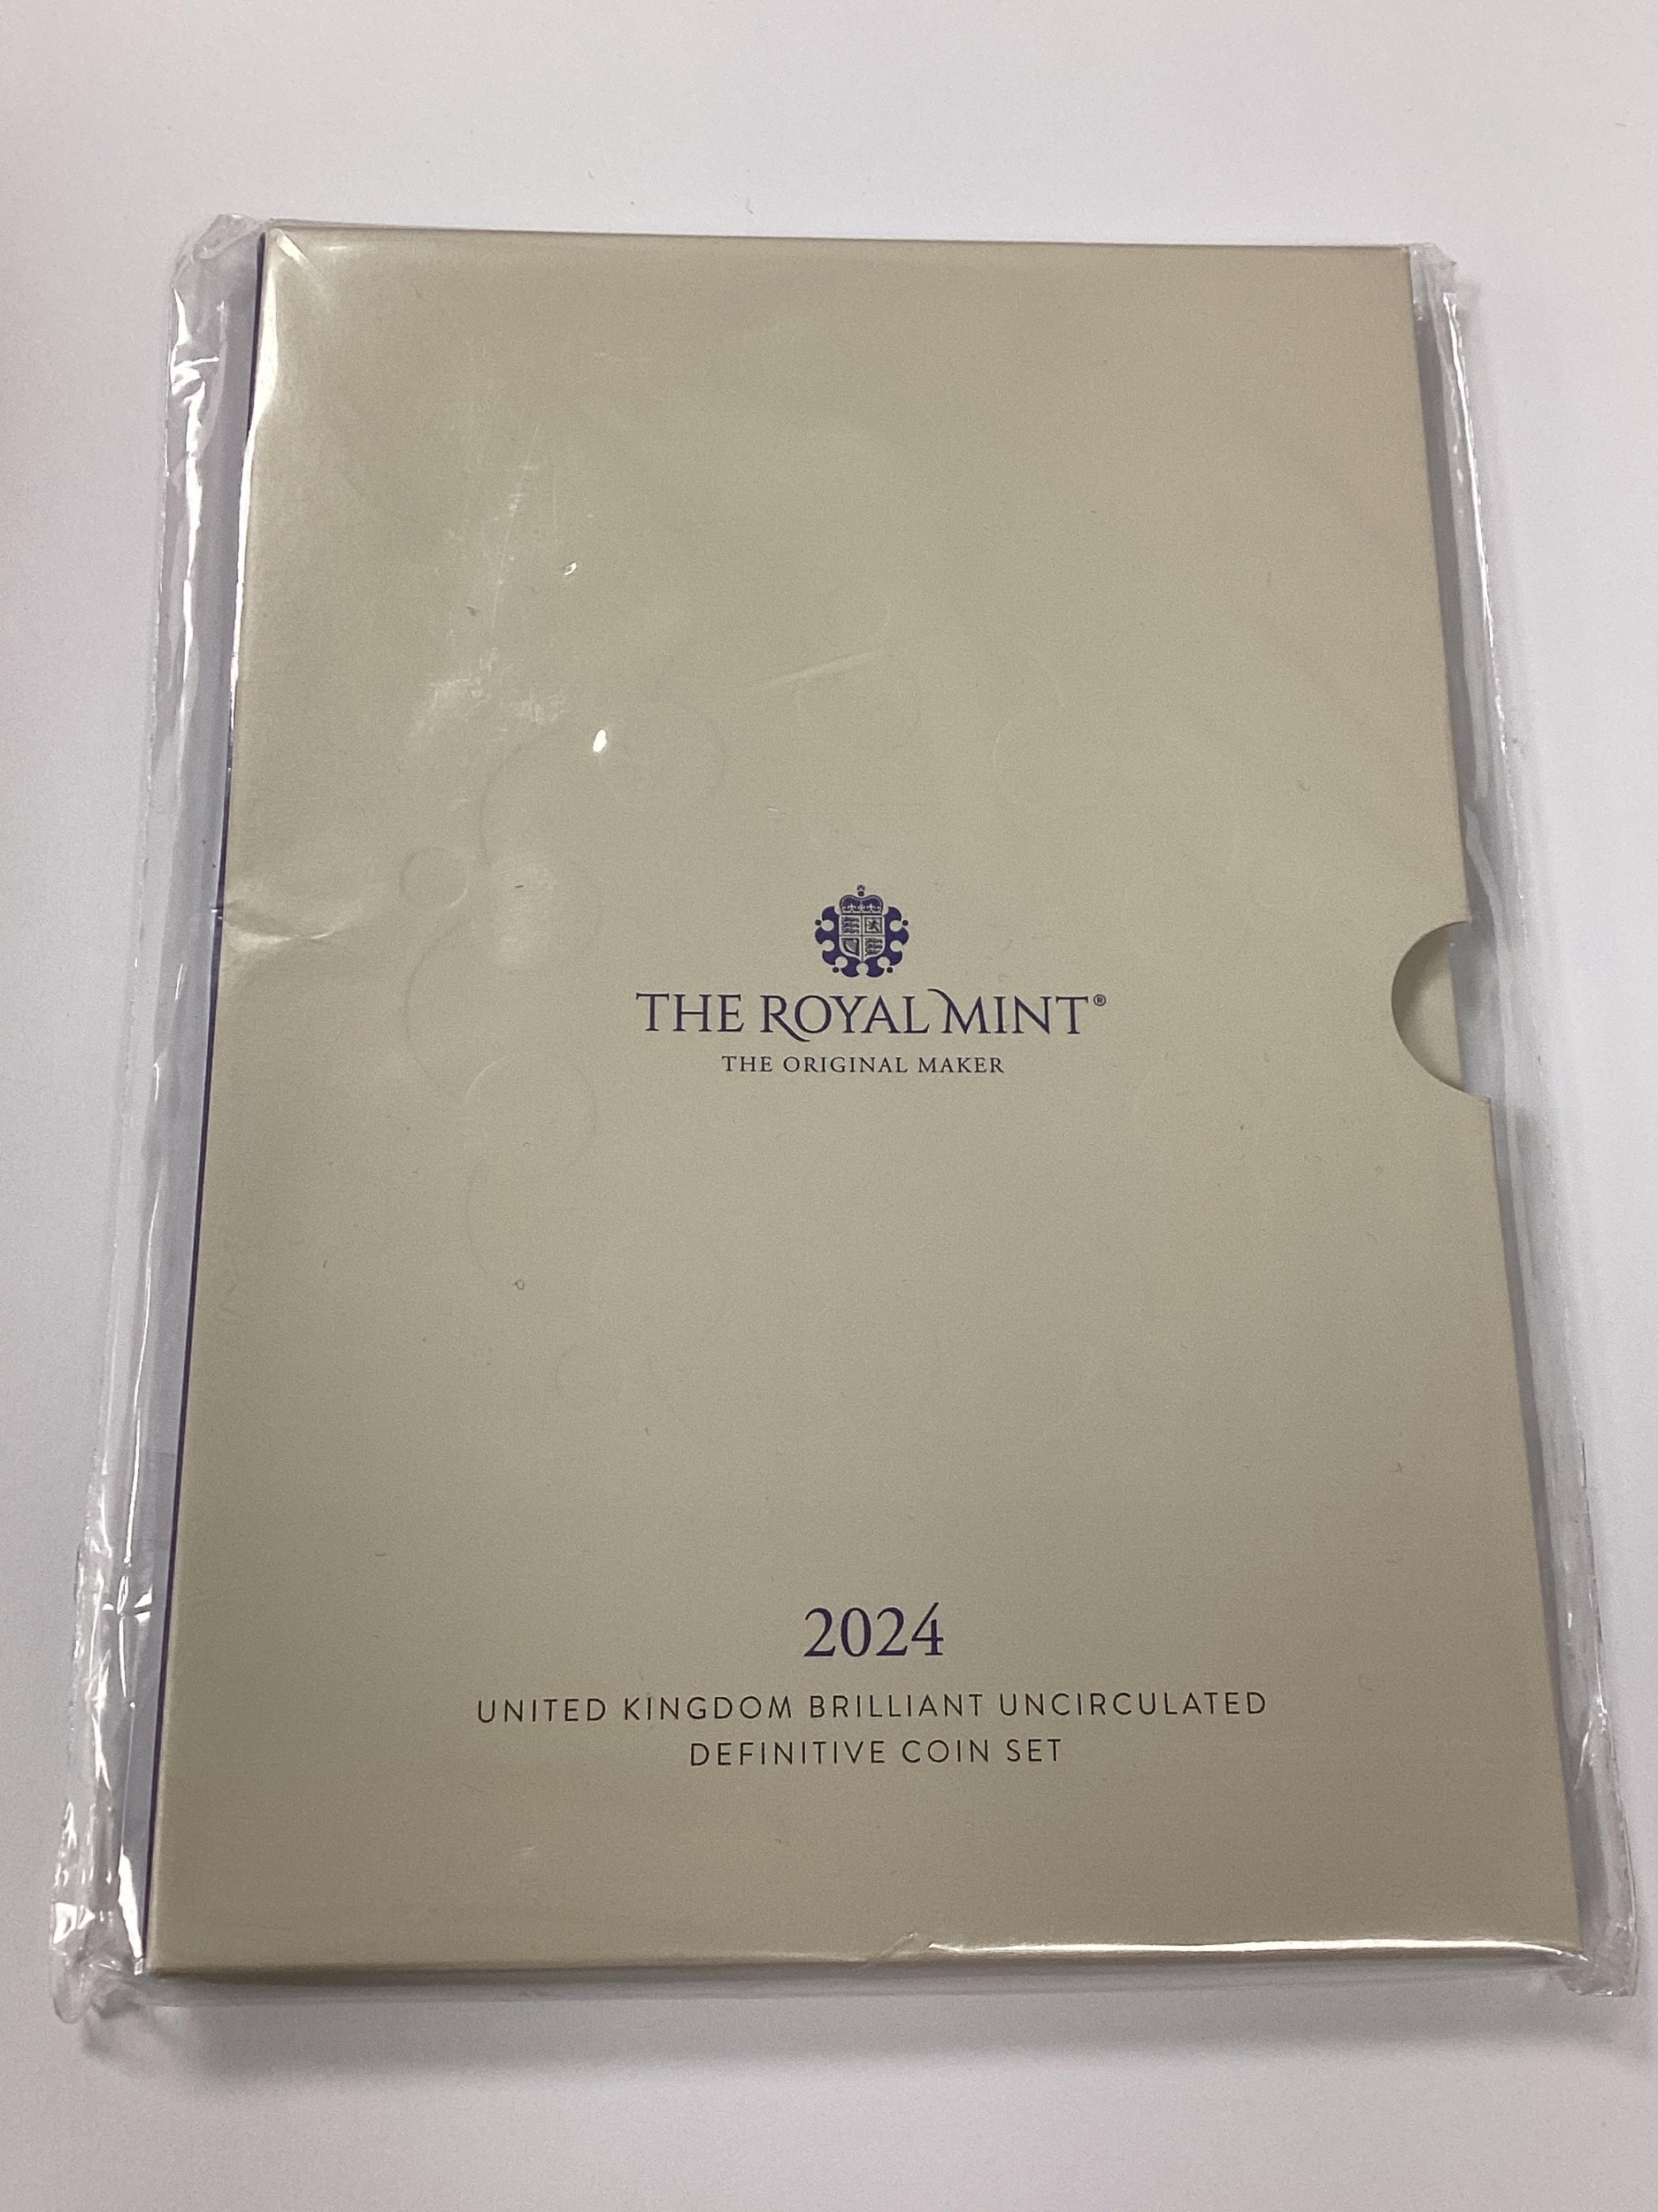 THE ROYAL MINT®
THE ORIGINAL MAKER
2024
UNITED KINGDOM BRILLIANT UNCIRCULATED
DEFINITIVE COIN SET